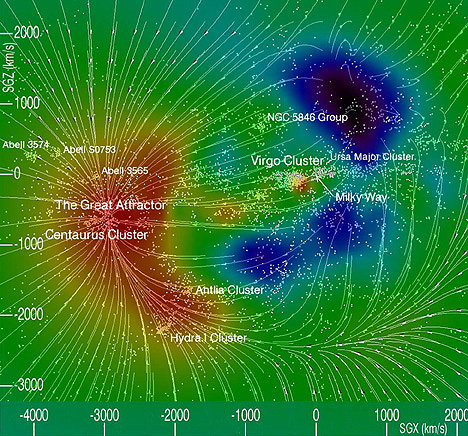 2000
SGZ (km/s)
1000
NGC 5846 Group
Abell 3574
Abell S0753
Virgo Cluster
Ursa Major Cluster
Abell 3565
0
Milky Way
The Great Attractor
Centaurus Cluster
-1000
Antlia Cluster
-2000
Hydra I Cluster
-3000
-4000 -3000 -2000 -1000 0 1000 2000
SGX (km/s)